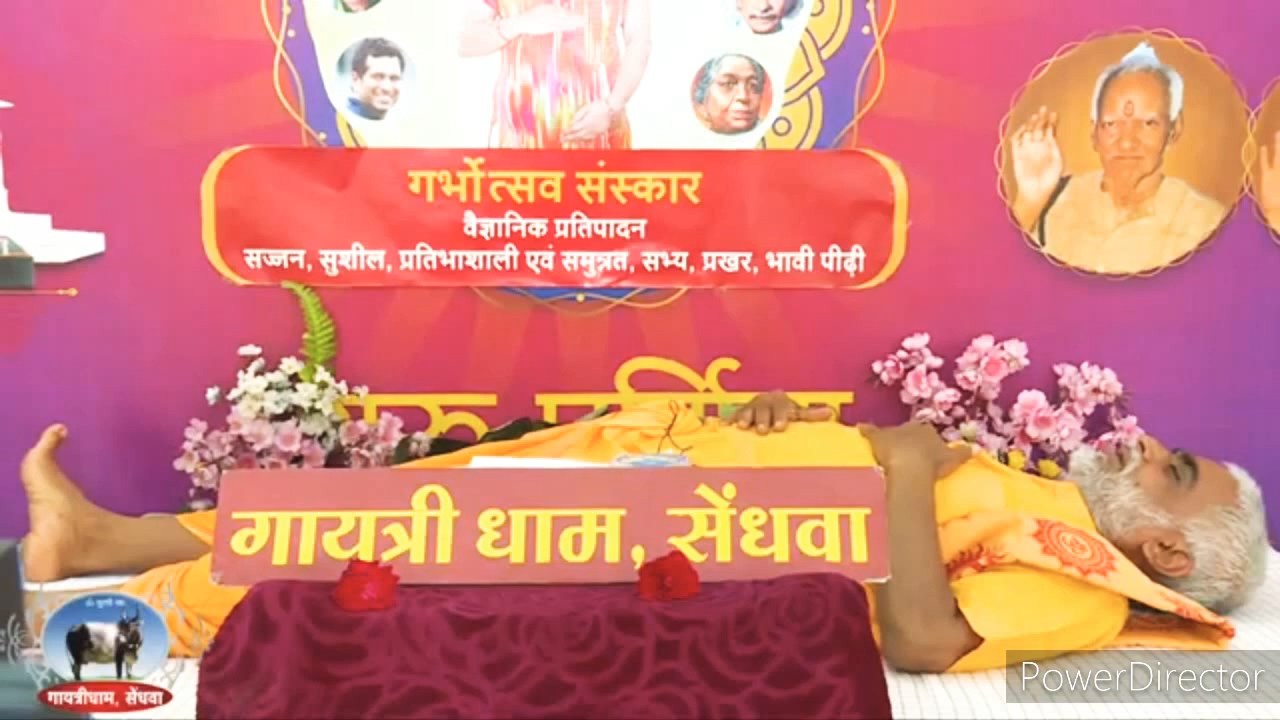 गर्भोत्सव संस्कार
वैज्ञानिक प्रतिपादन
सज्जन, सुशील, प्रतिभाशाली एवं समुन्नत, सभ्य, प्रखर, भावी पीढ़ी
गायत्री धाम, सेंधवा
गायत्रीधाम, सेंधवा
PowerDirector